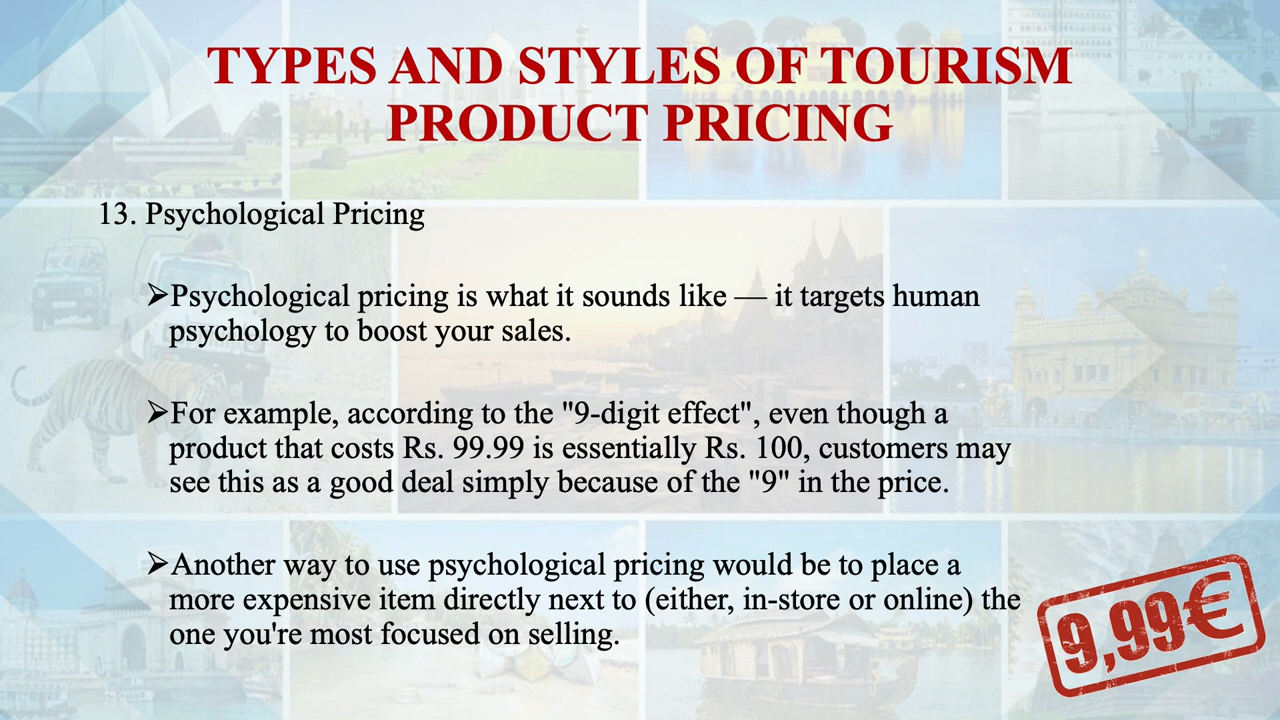 TYPES AND STYLES OF TOURISM
PRODUCT PRICING
13. Psychological Pricing
➢Psychological pricing is what it sounds like — it targets human
psychology to boost your sales.
➢For example, according to the "9-digit effect", even though a
product that costs Rs. 99.99 is essentially Rs. 100, customers may
see this as a good deal simply because of the "9" in the price.
➢Another way to use psychological pricing would be to place a
more expensive item directly next to (either, in-store or online) the
one you're most focused on selling.
9,99€